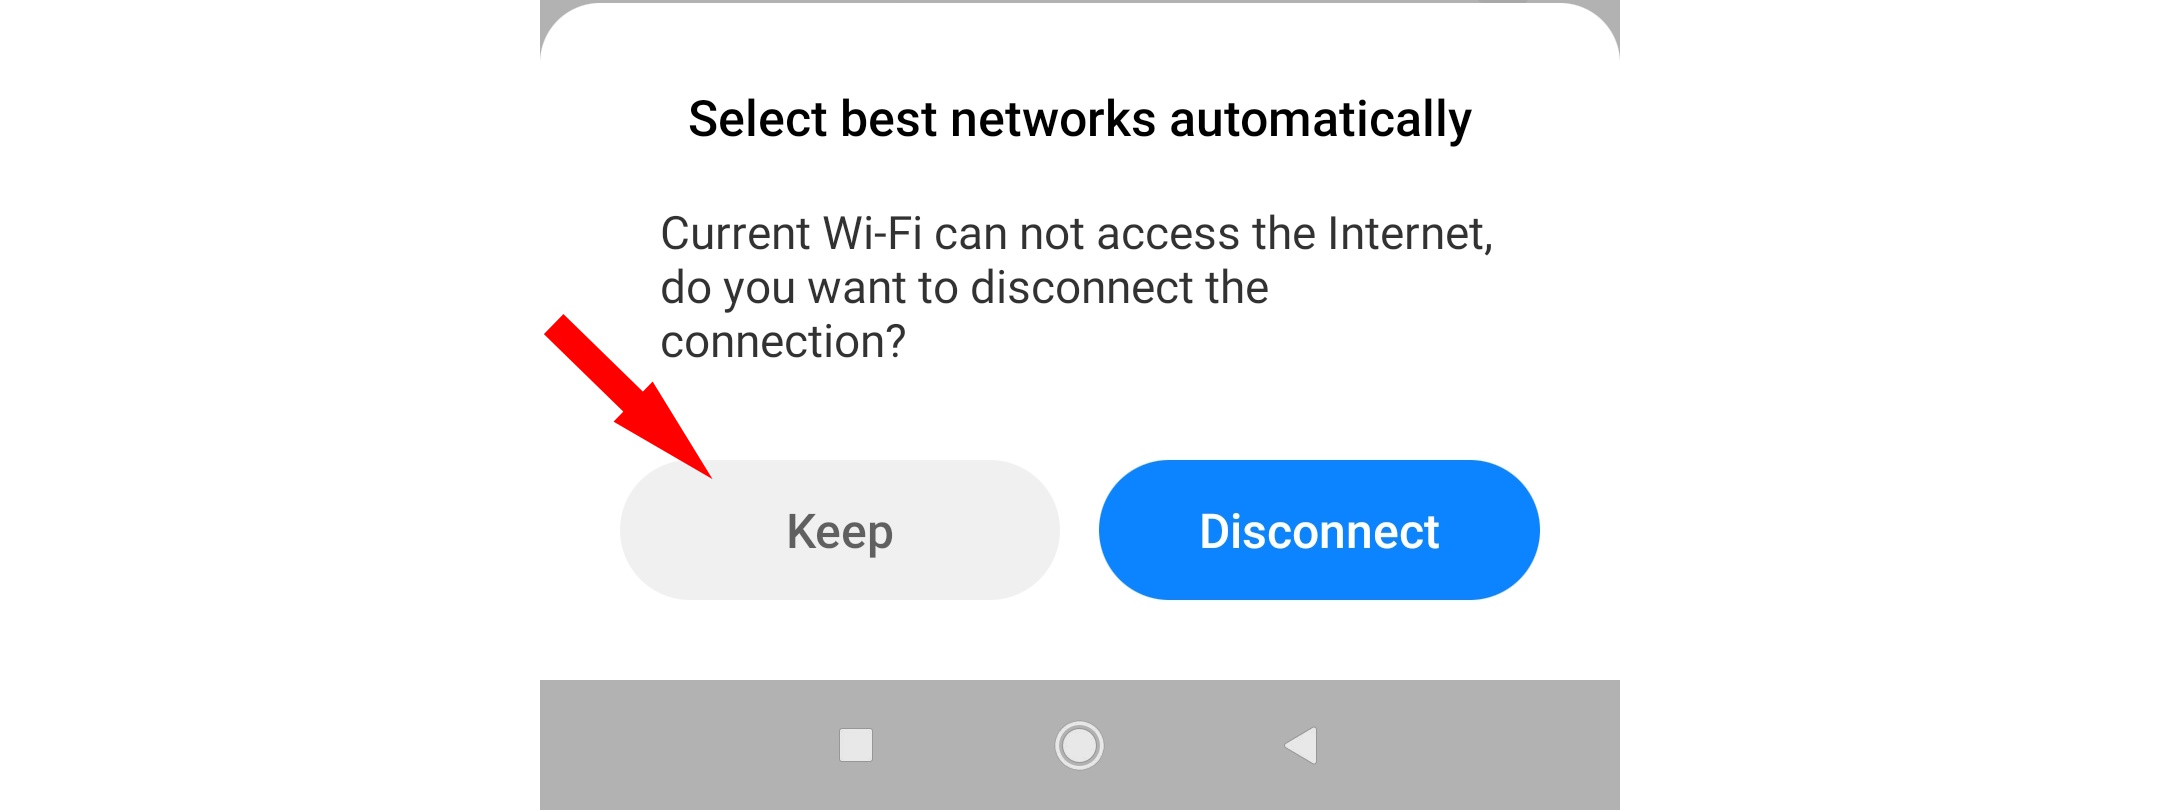 Select best networks automatically
Current Wi-Fi can not access the Internet,
do you want to disconnect the
connection?
Keep
Disconnect